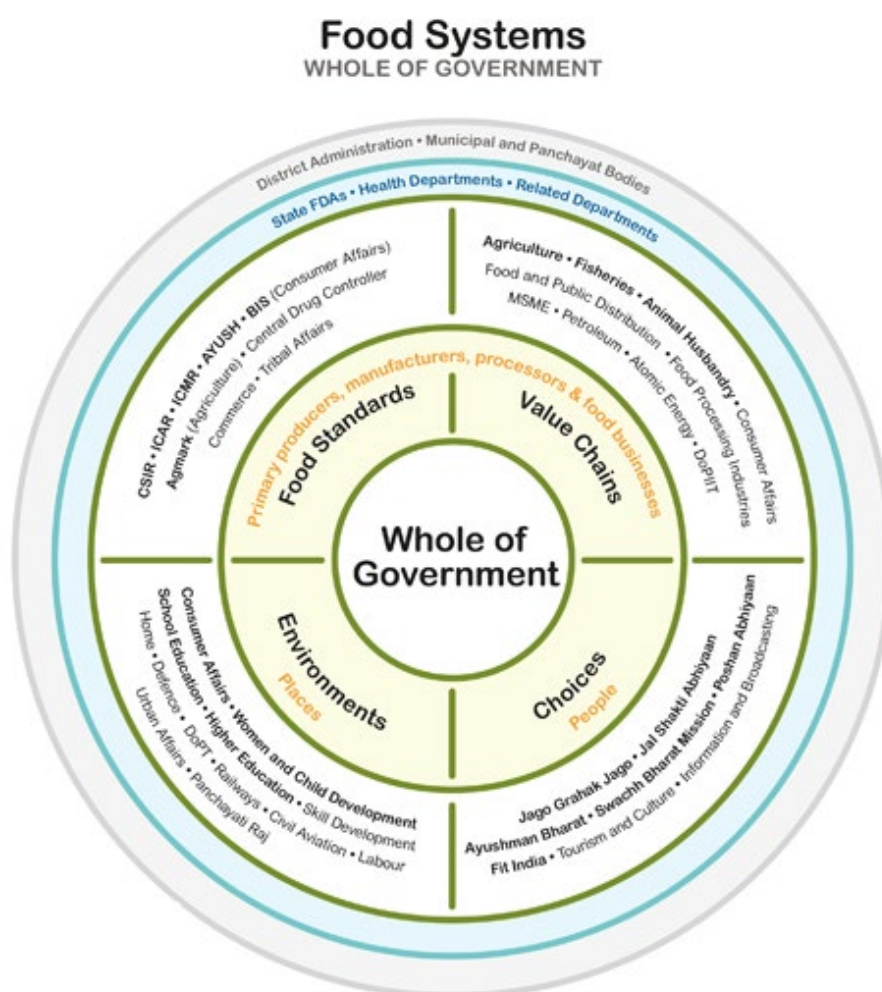 Food Systems
WHOLE OF GOVERNMENT
District Administration • Municipal and Panchayat Bodies
State FDAs • Health Departments • Related Departments
CSIR • ICAR • ICMR • AYUSH • BIS (Consumer Affairs)
Agmark (Agriculture) • Central Drug Controller
Commerce • Tribal Affairs
Agriculture • Fisheries • Animal Husbandry • Consumer Affairs
Food and Public Distribution • Food Processing Industries
MSME • Petroleum • Atomic Energy • DoPIIT
Primary producers, manufacturers, processors & food businesses
Food Standards
Value Chains
Whole of
Government
Environments
Places
Choices
People
Consumer Affairs • Women and Child Development
School Education • Higher Education • Skill Development
Home • Defence • DoPT • Railways • Civil Aviation • Labour
Urban Affairs • Panchayati Raj
Jago Grahak Jago • Jal Shakti Abhiyaan
Ayushman Bharat • Swachh Bharat Mission • Poshan Abhiyaan
Fit India • Tourism and Culture • Information and Broadcasting